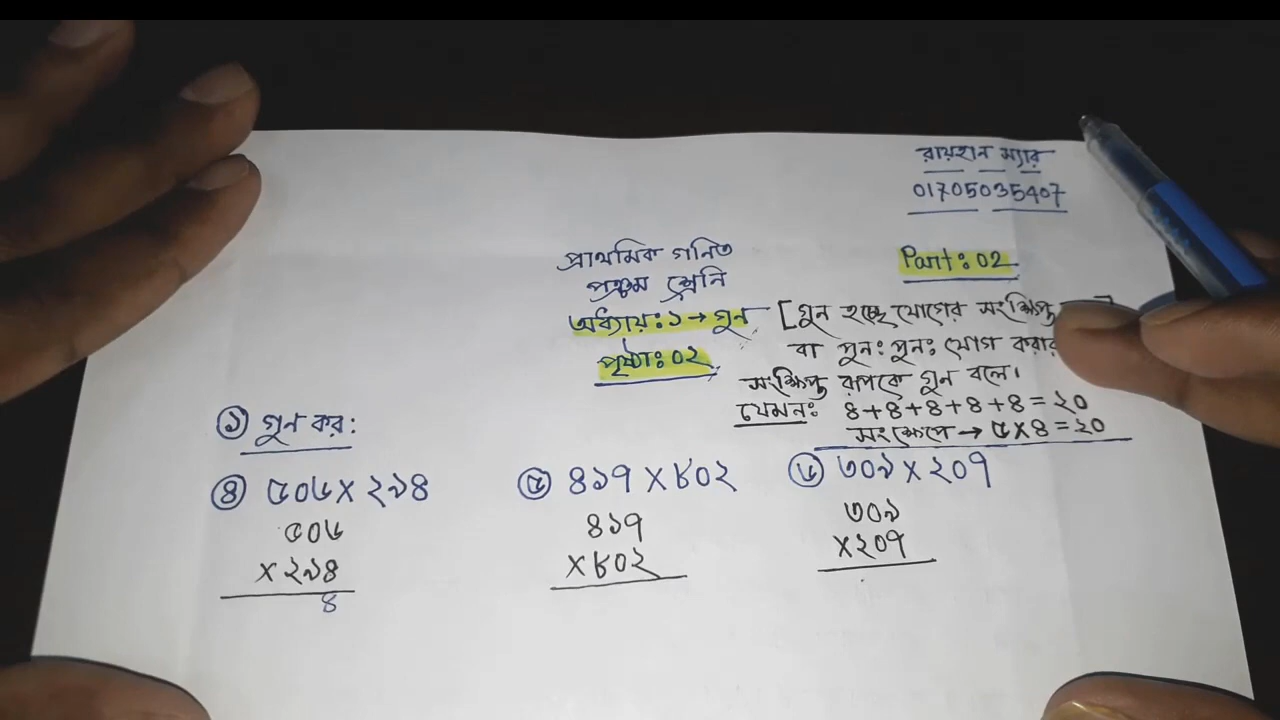 রায়হান স্যার
01705035407
প্রাথমিক গনিত
পঞ্চম শ্রেনি
অধ্যায়ঃ১→গুন
পৃষ্ঠাঃ০২
Part:02
[গুন হচ্ছে যোগের সংক্ষিপ্ত
বা পুনঃপুনঃ যোগ করার
সংক্ষিপ্ত রূপকে গুন বলে।
যেমনঃ ৪+৪+৪+৪+৪=২০
সংক্ষেপে→৫×৪=২০
১ গুন কর:
৪ ৫০৬×২৯৪
৫০৬
×২৯৪
৪
৫ ৪১৭×৮০২
৪১৭
×৮০২
৬ ৩০৯×২০৭
৩০৯
×২০৭